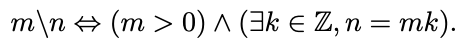 m\n ⇔ (m > 0) ∧ (∃k ∈ ℤ, n = mk).